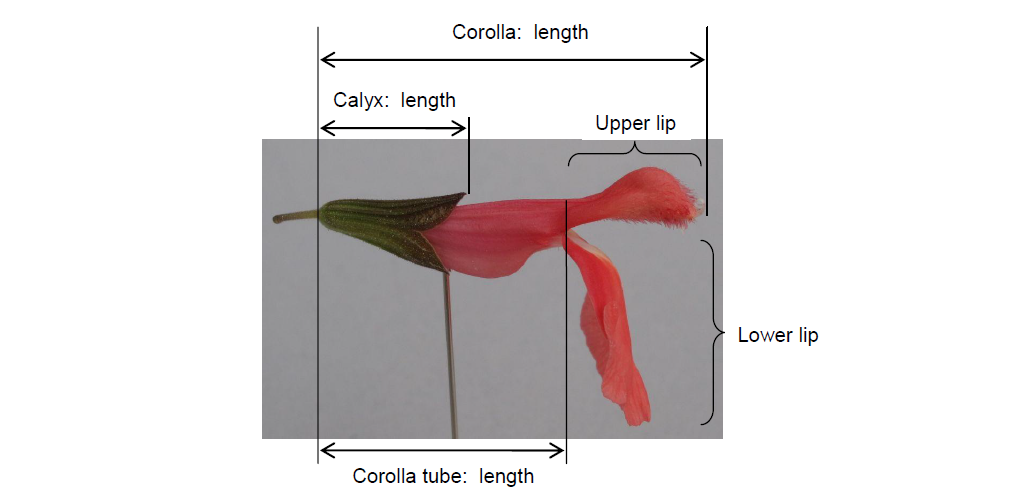 Corolla:  length
Calyx:  length
Upper lip
Lower lip
Corolla tube:  length